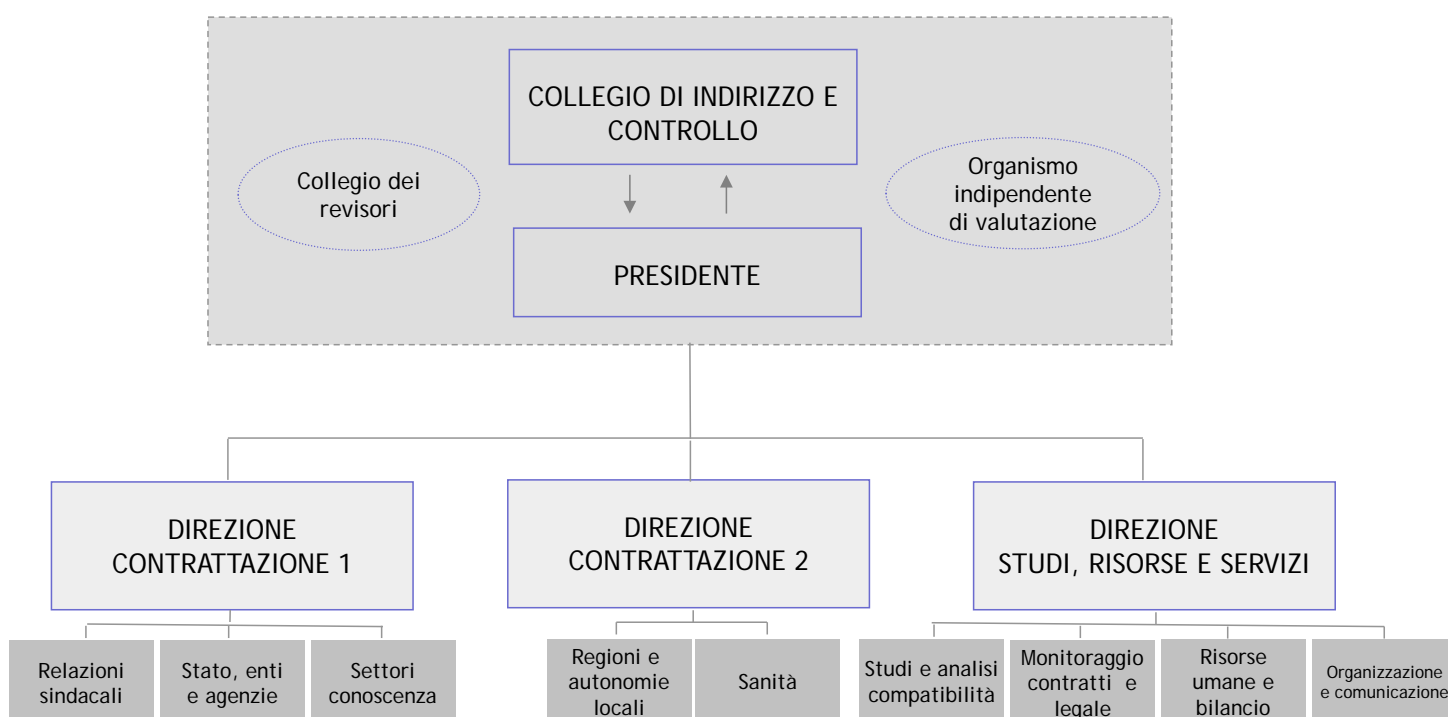 COLLEGIO DI INDIRIZZO E
CONTROLLO
Collegio dei
revisori
Organismo
indipendente
di valutazione
PRESIDENTE
DIREZIONE
CONTRATTAZIONE 1
DIREZIONE
CONTRATTAZIONE 2
DIREZIONE
STUDI, RISORSE E SERVIZI
Relazioni
sindacali
Stato, enti
e agenzie
Settori
conoscenza
Regioni e
autonomie
locali
Sanità
Studi e analisi
compatibilità
Monitoraggio
contratti e
legale
Risorse
umane e
bilancio
Organizzazione
e comunicazione